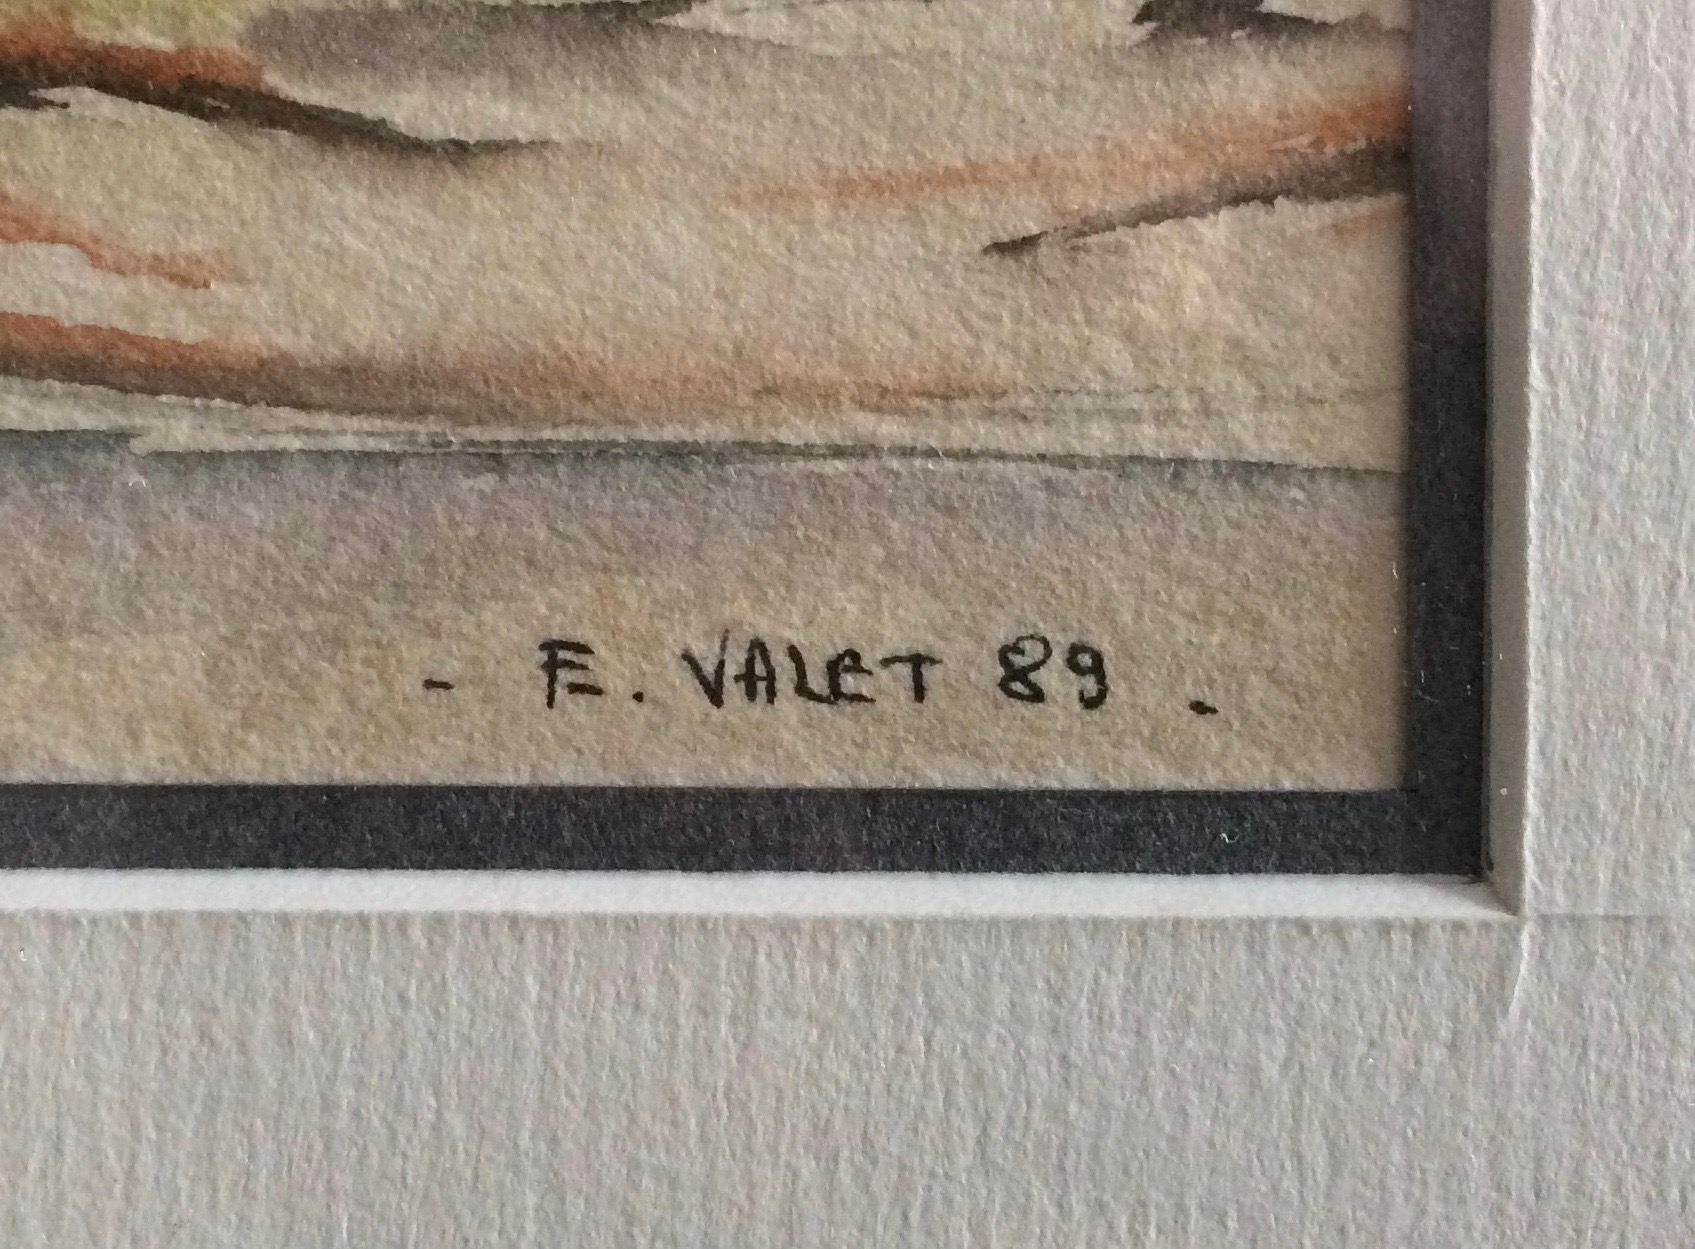 - E. VALET 89 .